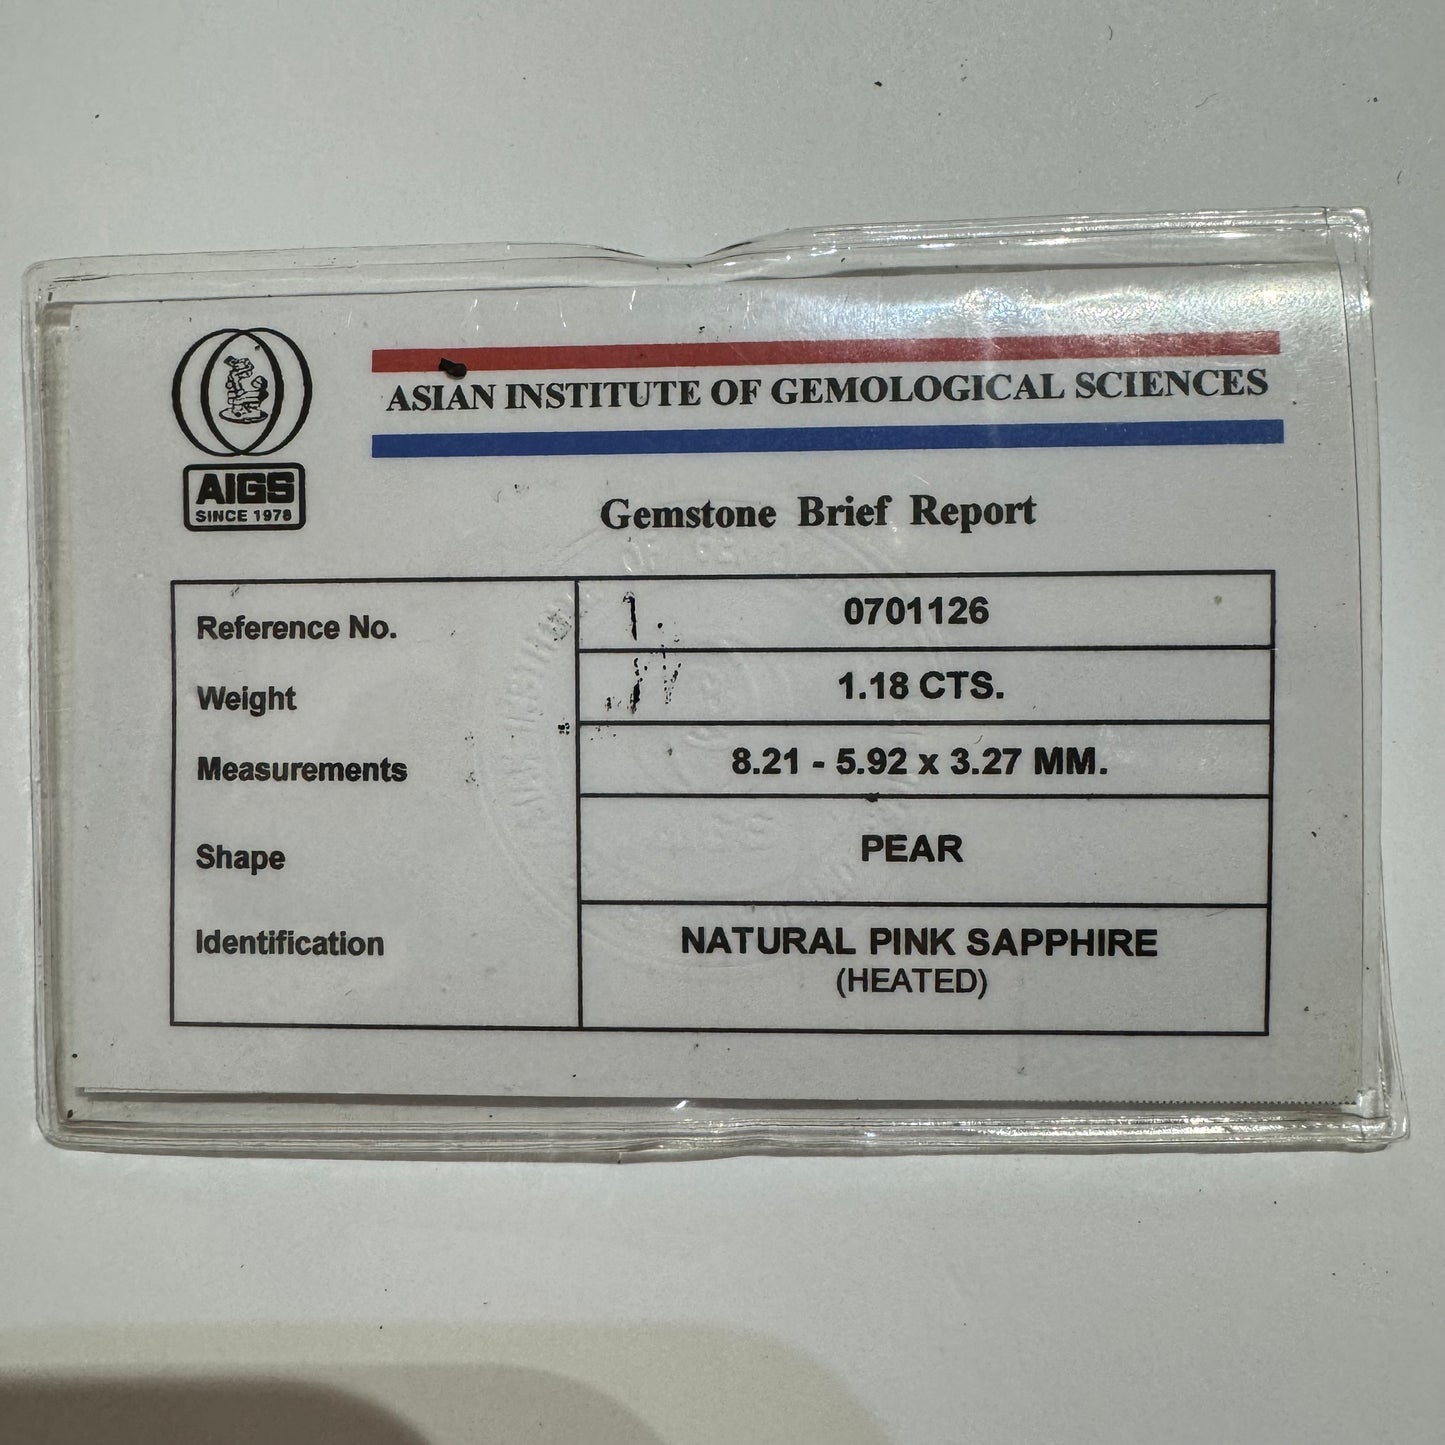 ASIAN INSTITUTE OF GEMOLOGICAL SCIENCES
AIGS
SINCE 1978
Gemstone Brief Report
Reference No. 0701126
Weight 1.18 CTS.
Measurements 8.21 - 5.92 x 3.27 MM.
Shape PEAR
Identification NATURAL PINK SAPPHIRE
(HEATED)